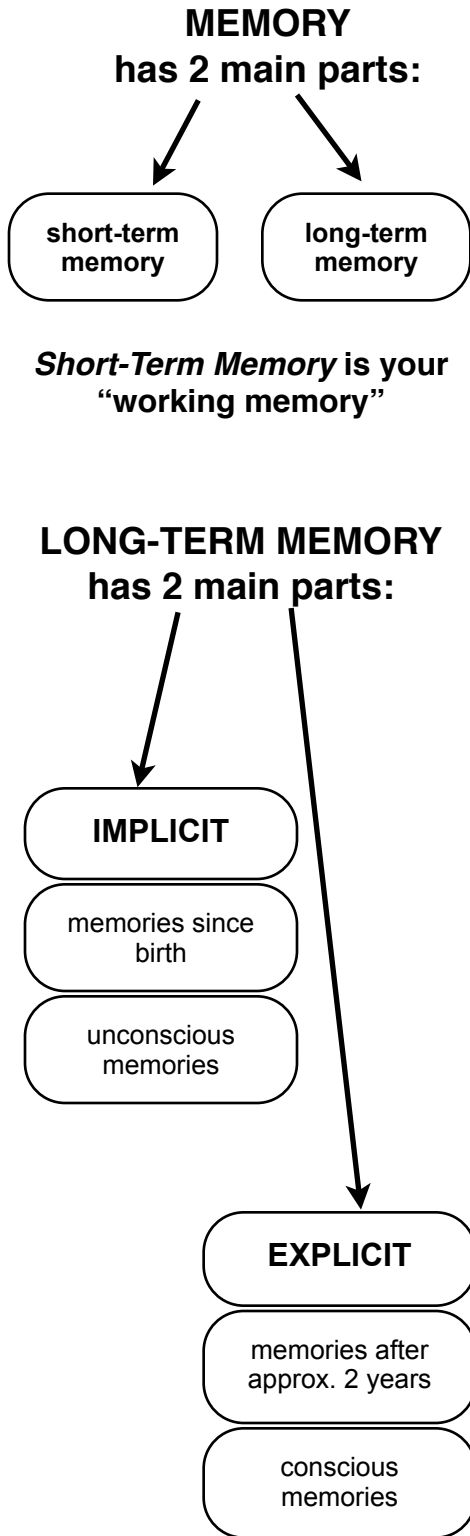 MEMORY
has 2 main parts:
short-term
memory
long-term
memory
Short-Term Memory is your
“working memory”
LONG-TERM MEMORY
has 2 main parts:
IMPLICIT
memories since
birth
unconscious
memories
EXPLICIT
memories after
approx. 2 years
conscious
memories